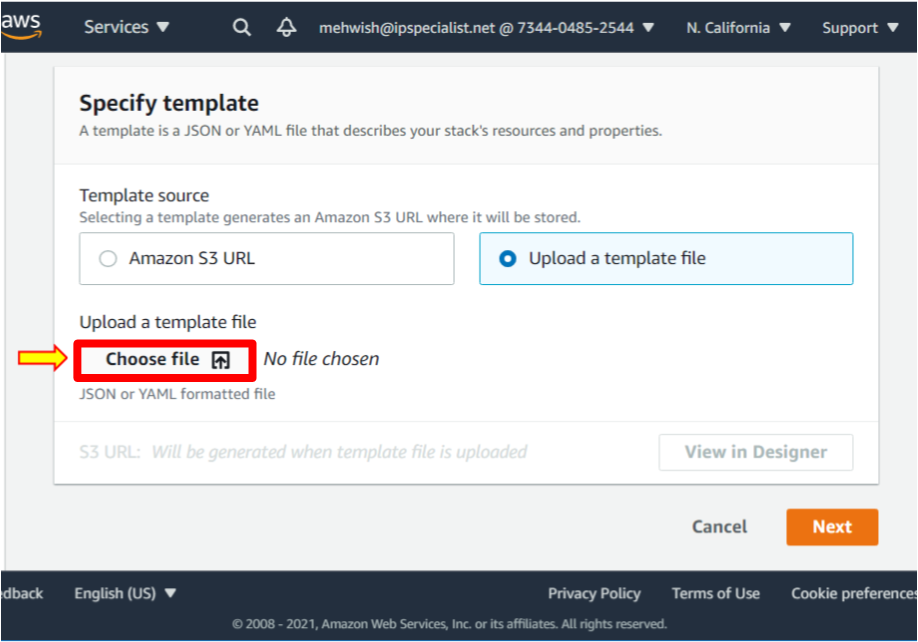 aws
Services ▼ mehwish@ipspecialist.net @ 7344-0485-2544 ▼ N. California ▼ Support ▼
Specify template
A template is a JSON or YAML file that describes your stack's resources and properties.
Template source
Selecting a template generates an Amazon S3 URL where it will be stored.
Amazon S3 URL
Upload a template file
Upload a template file
Choose file No file chosen
JSON or YAML formatted file
S3 URL: Will be generated when template file is uploaded View in Designer
Cancel Next
edback English (US) ▼ Privacy Policy Terms of Use Cookie preferences
© 2008 - 2021, Amazon Web Services, Inc. or its affiliates. All rights reserved.